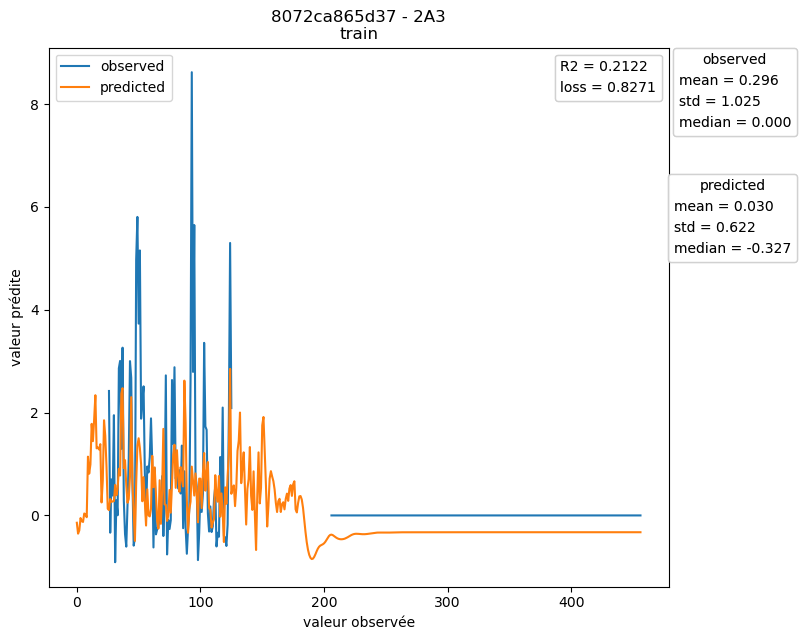 8072ca865d37 - 2A3
train
observed
predicted
R2 = 0.2122
loss = 0.8271
observed
mean = 0.296
std = 1.025
median = 0.000
predicted
mean = 0.030
std = 0.622
median = -0.327
valeur prédite
8
6
4
2
0
0
100
200
300
400
valeur observée